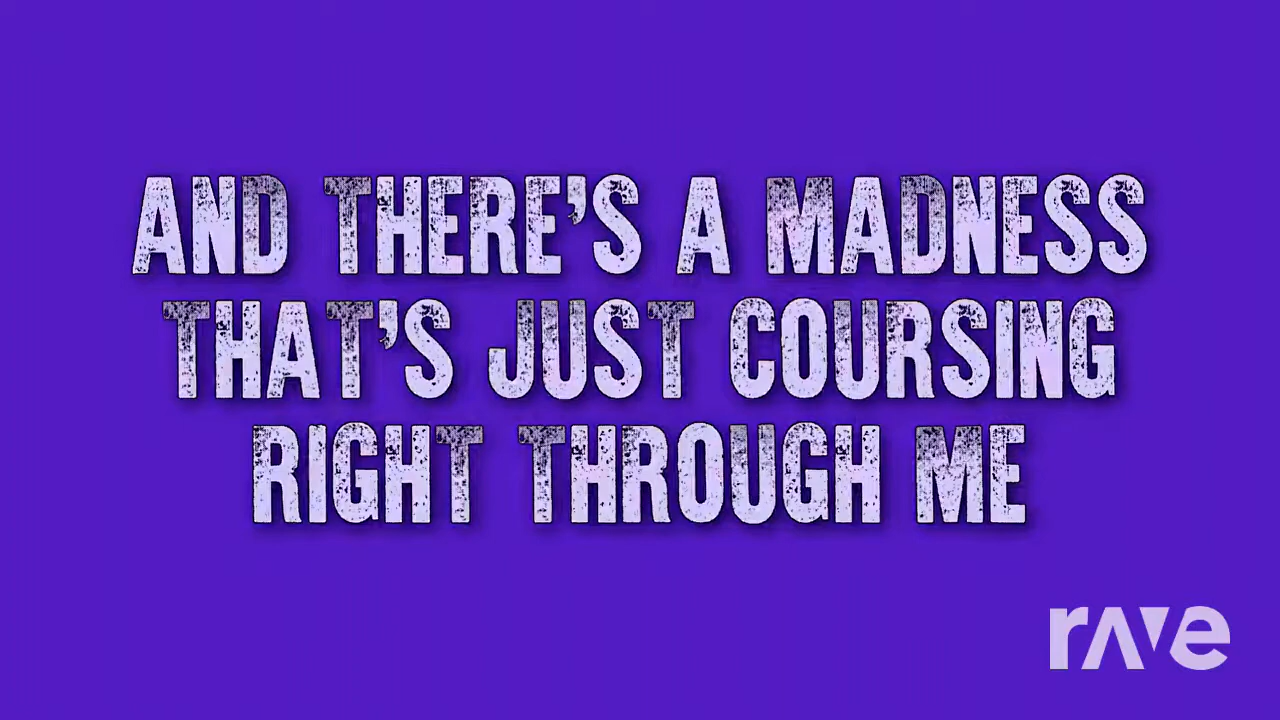 AND THERE'S A MADNESS
THAT'S JUST COURSING
RIGHT THROUGH ME
rave